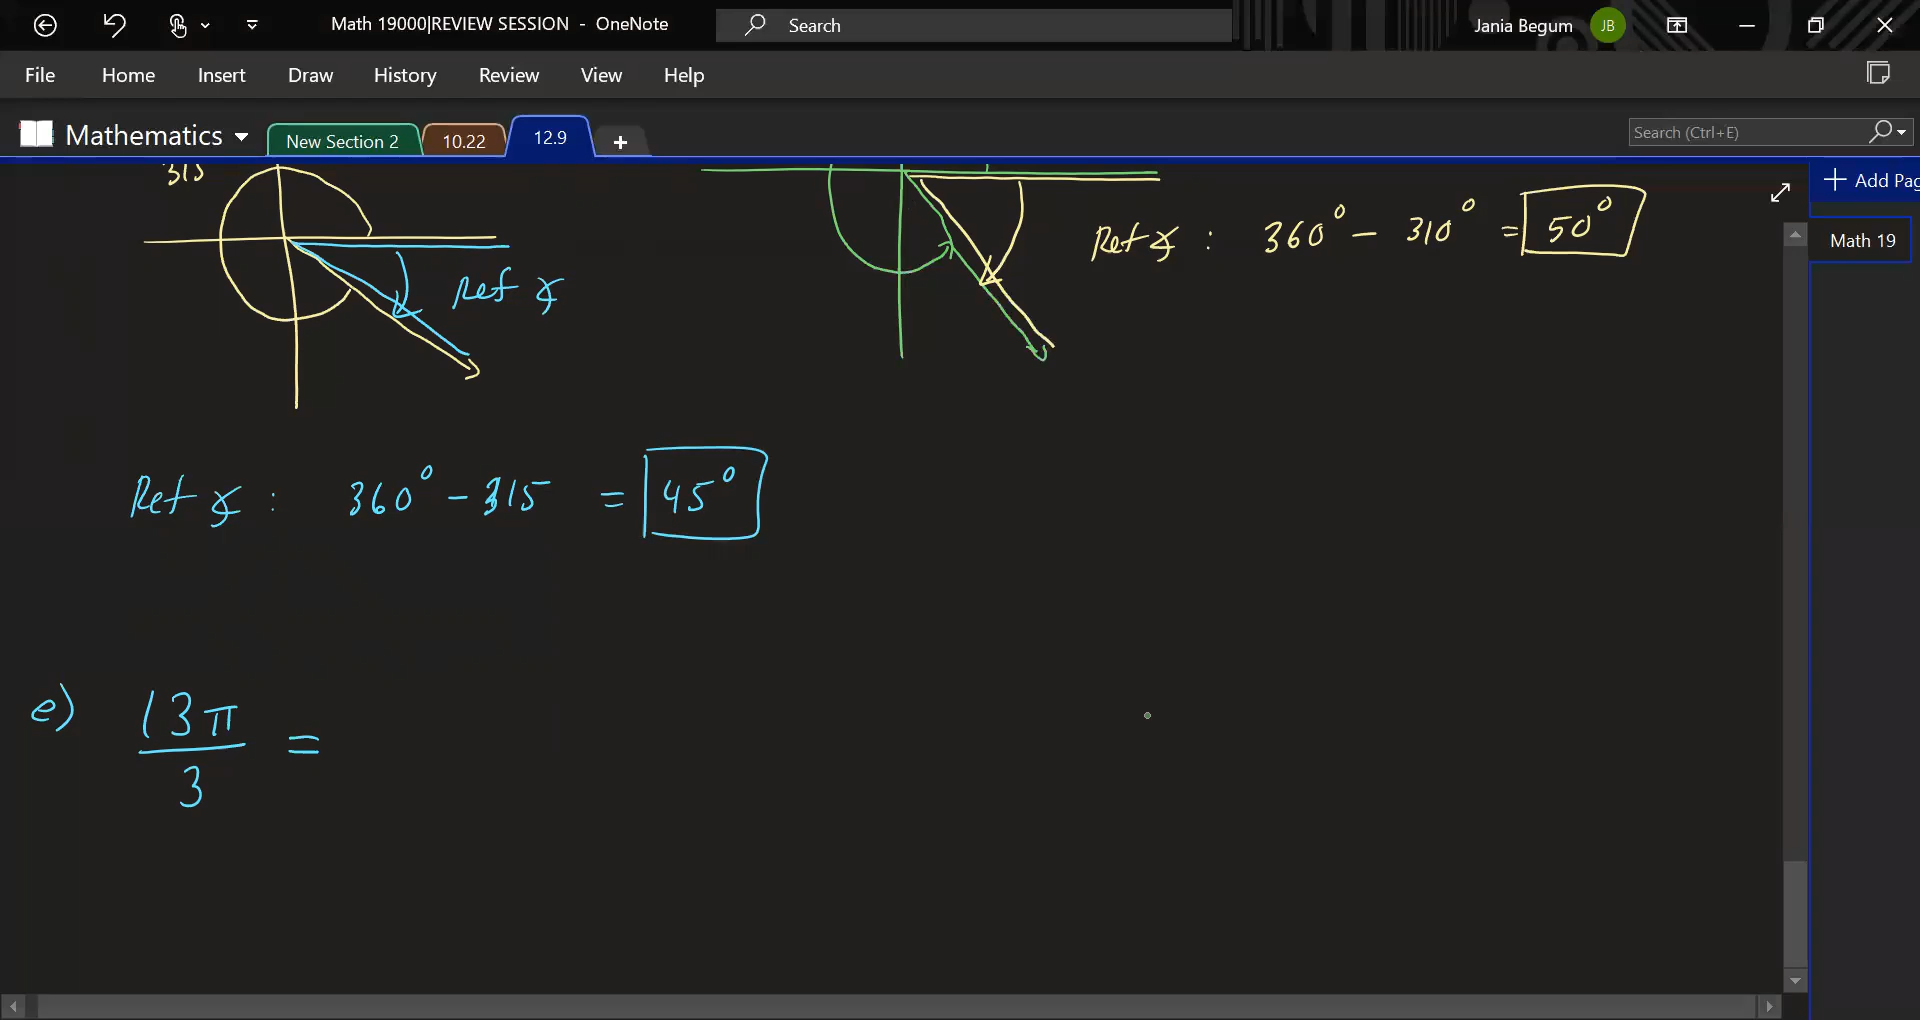 Math 19000|REVIEW SESSION - OneNote
Search
Jania Begum
JB
File Home Insert Draw History Review View Help
Mathematics
New Section 2
10.22
12.9
+
Search (Ctrl+E)
Add Pag
Math 19
315
Ref ∡
Ref ∡ : 360° - 310° = 50°
Ref ∡ : 360° - 315 = 45°
e) 13π/3 =